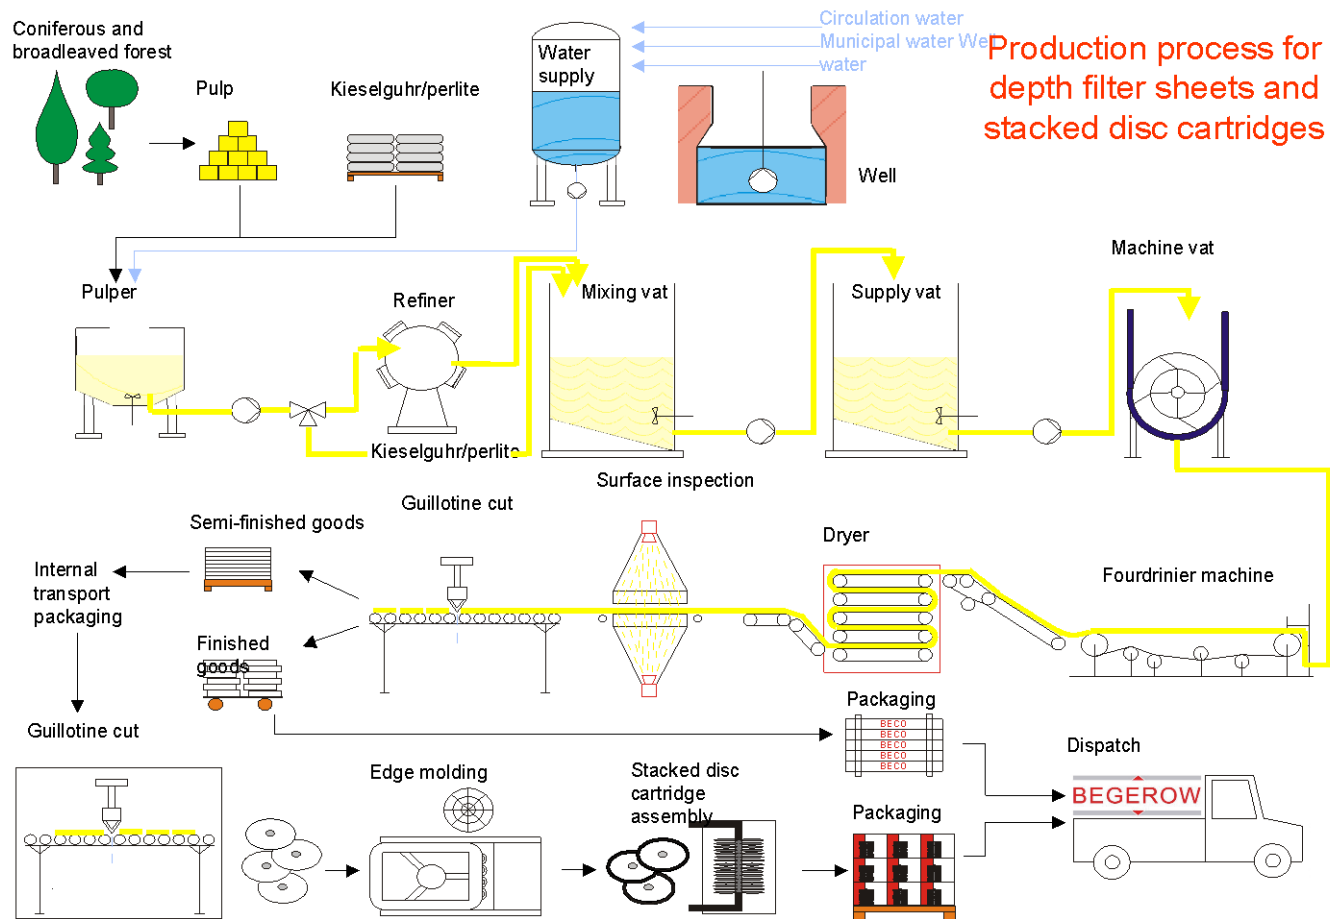 Coniferous and
broadleaved forest
Pulp
Kieselguhr/perlite
Water
supply
Circulation water
Municipal water Well
water
Production process for
depth filter sheets and
stacked disc cartridges
Well
Pulper
Refiner
Mixing vat
Supply vat
Machine vat
Kieselguhr/perlite
Surface inspection
Guillotine cut
Semi-finished goods
Dryer
Fourdrinier machine
Internal
transport
packaging
Finished
goods
Guillotine cut
Packaging
BECO
BECO
BECO
BECO
BECO
Dispatch
BEGEROW
Edge molding
Stacked disc
cartridge
assembly
Packaging